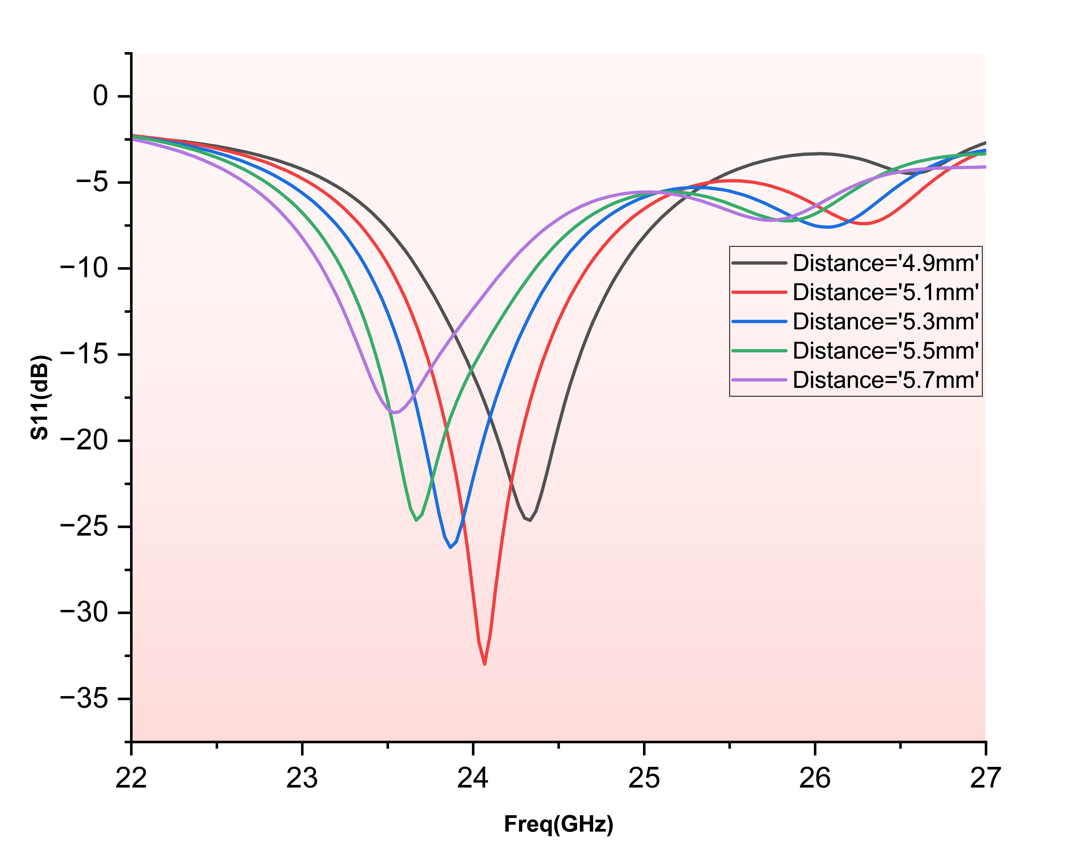 0
−5
−10
−15
−20
−25
−30
−35
S11(dB)
Distance='4.9mm'
Distance='5.1mm'
Distance='5.3mm'
Distance='5.5mm'
Distance='5.7mm'
22 23 24 25 26 27
Freq(GHz)